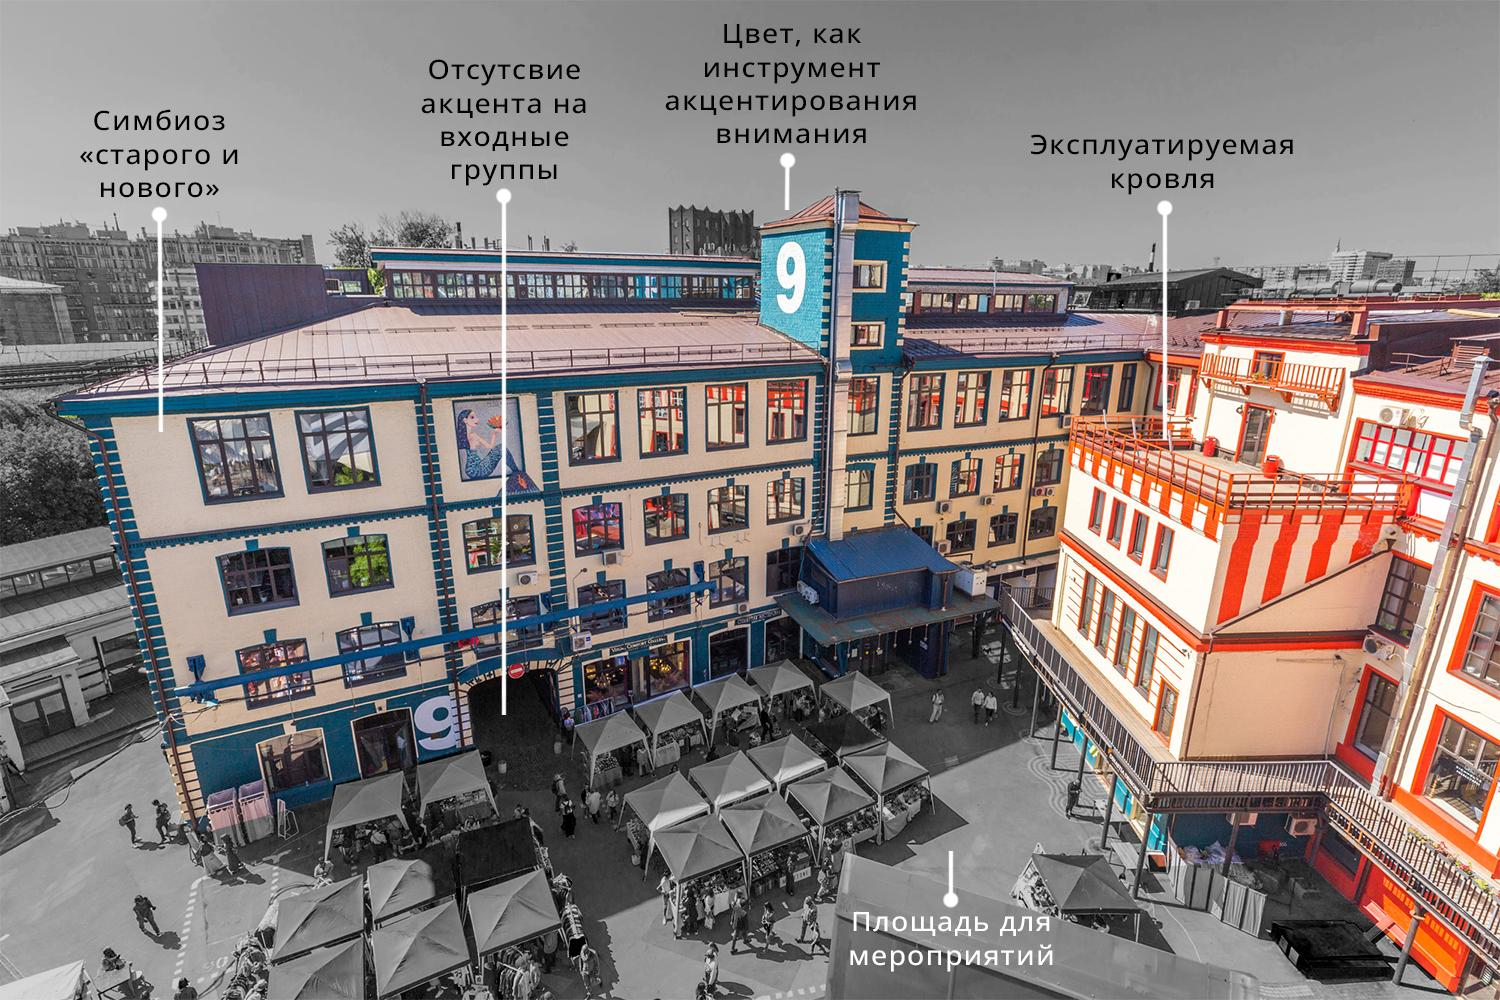 Цвет, как
инструмент
акцентирования
внимания
Отсутсвие
акцента на
входные
группы
Симбиоз
«старого и
нового»
Эксплуатируемая
кровля
9
9
Площадь для
мероприятий